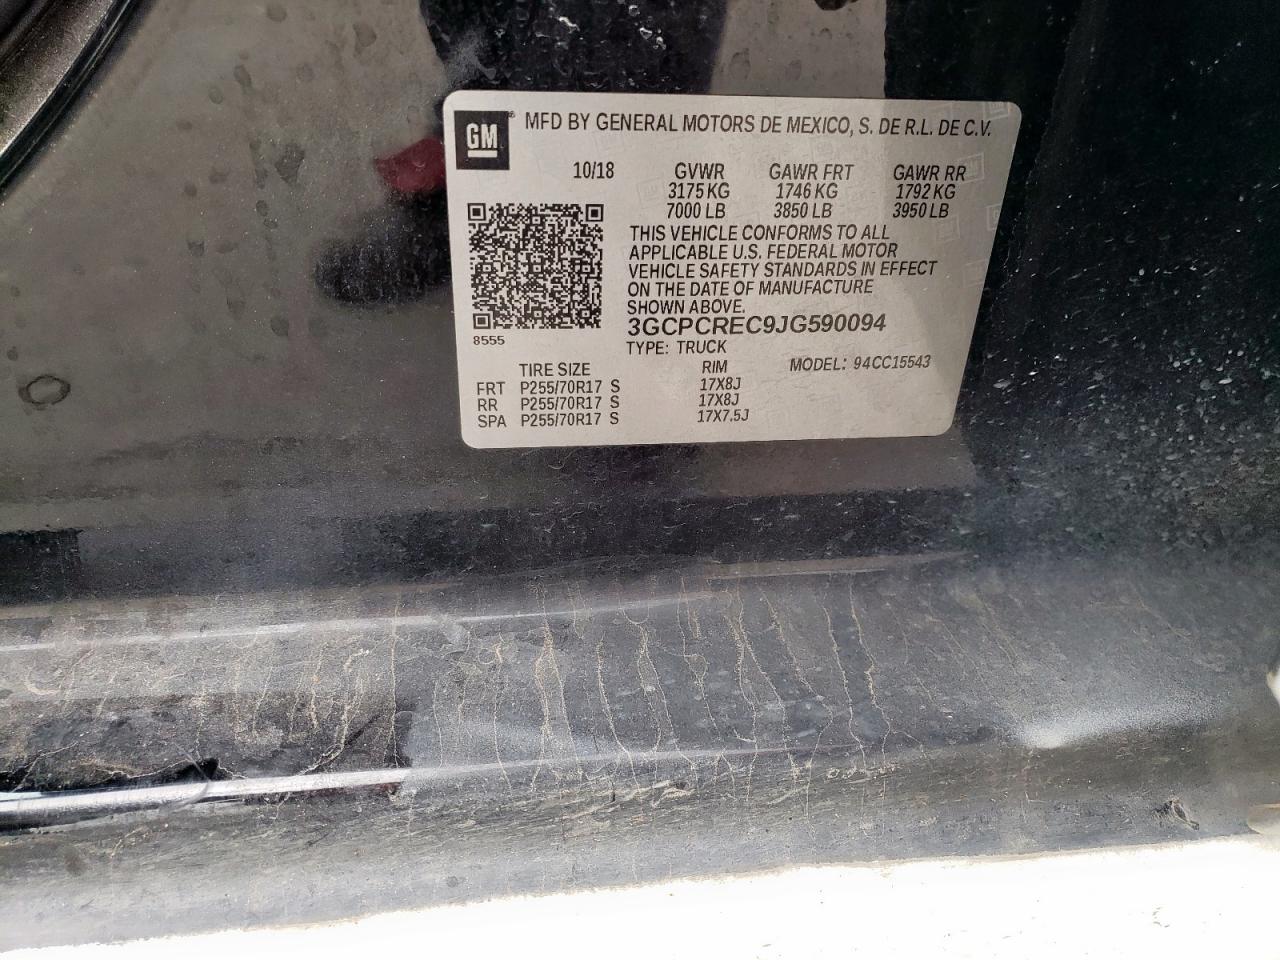 GM ® MFD BY GENERAL MOTORS DE MEXICO, S. DE R.L. DE C.V.
10/18 GVWR GAWR FRT GAWR RR
3175 KG 1746 KG 1792 KG
7000 LB 3850 LB 3950 LB
THIS VEHICLE CONFORMS TO ALL
APPLICABLE U.S. FEDERAL MOTOR
VEHICLE SAFETY STANDARDS IN EFFECT
ON THE DATE OF MANUFACTURE
SHOWN ABOVE.
3GCPCREC9JG590094
8555
TYPE: TRUCK
MODEL: 94CC15543
TIRE SIZE RIM
FRT P255/70R17 S 17X8J
RR P255/70R17 S 17X8J
SPA P255/70R17 S 17X7.5J